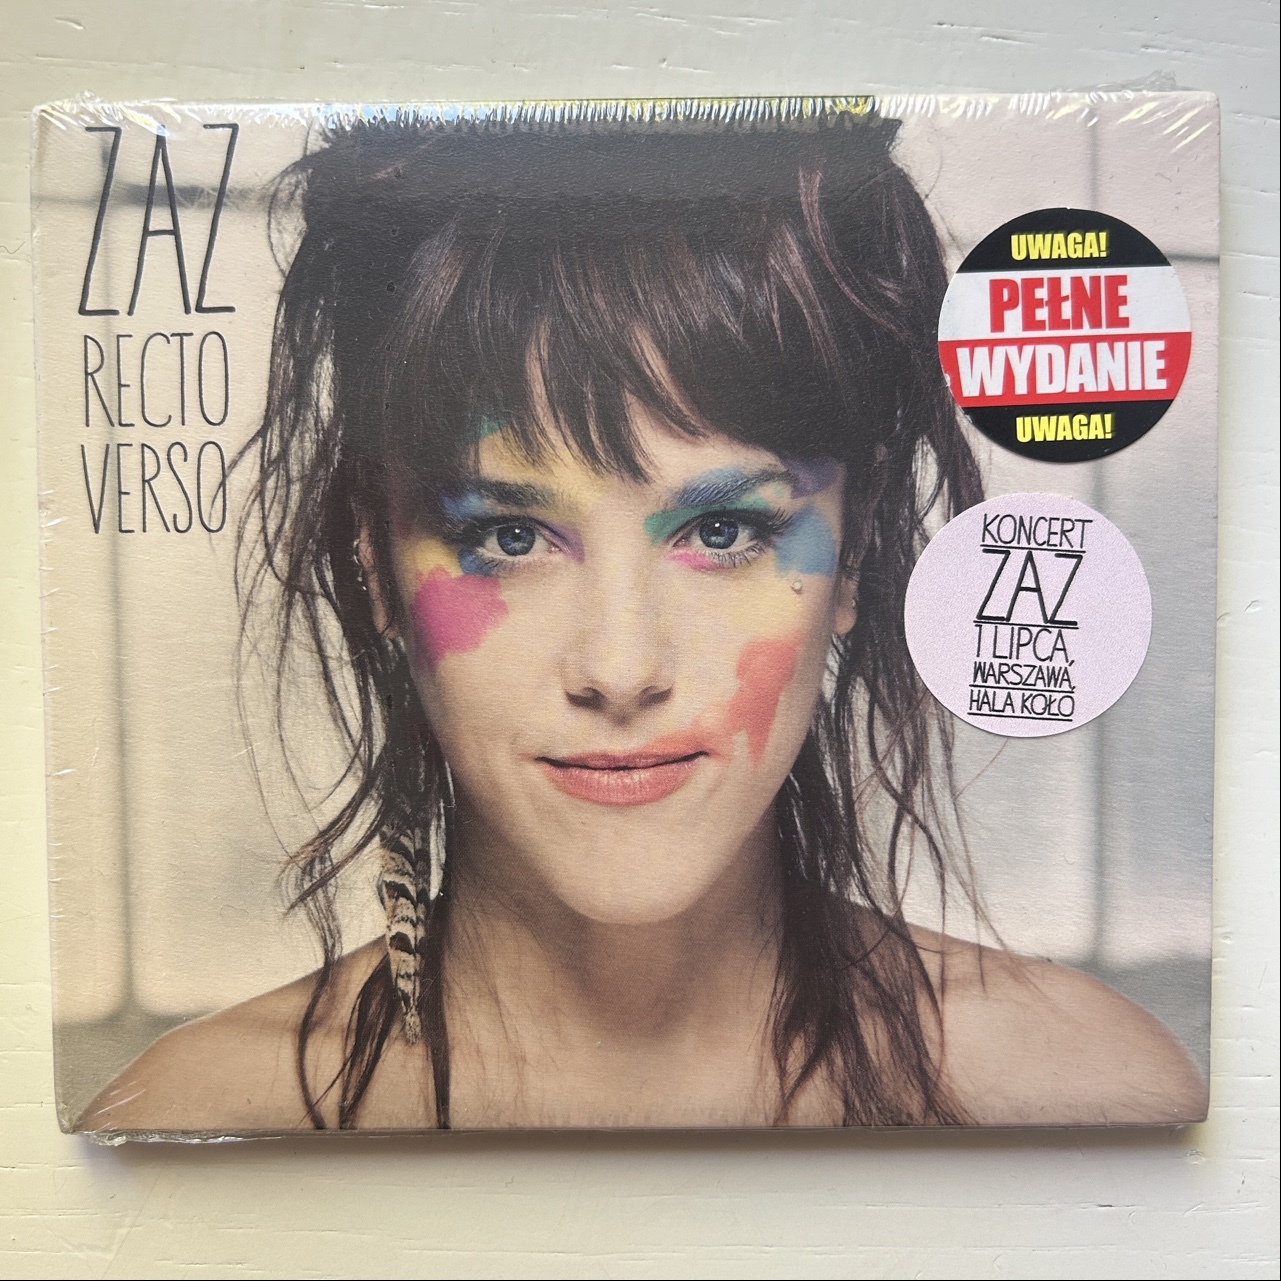 ZAZ
RECTO
VERSO
UWAGA!
PEŁNE
WYDANIE
UWAGA!
KONCERT
ZAZ
1 LIPCA,
WARSZAWA,
HALA KOŁO